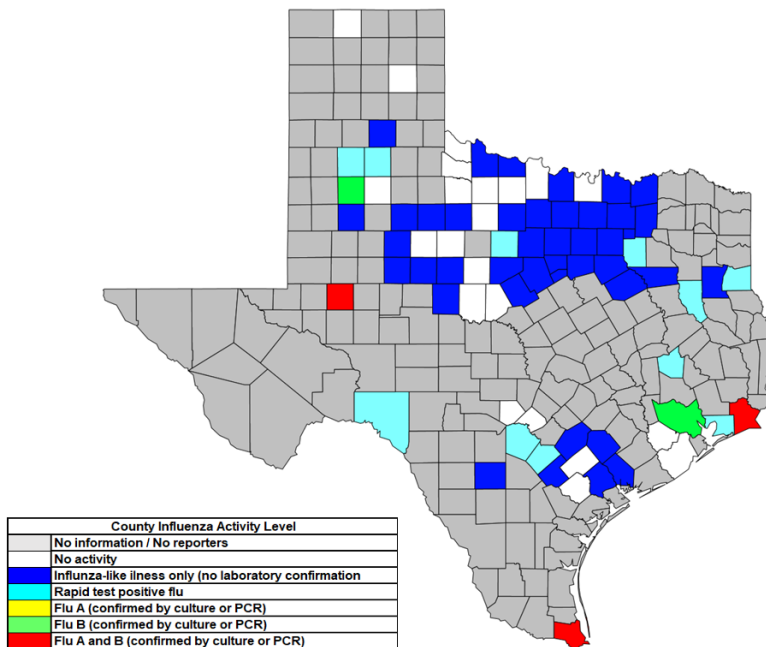 County Influenza Activity Level
No information / No reporters
No activity
Influnza-like ilness only (no laboratory confirmation
Rapid test positive flu
Flu A (confirmed by culture or PCR)
Flu B (confirmed by culture or PCR)
Flu A and B (confirmed by culture or PCR)